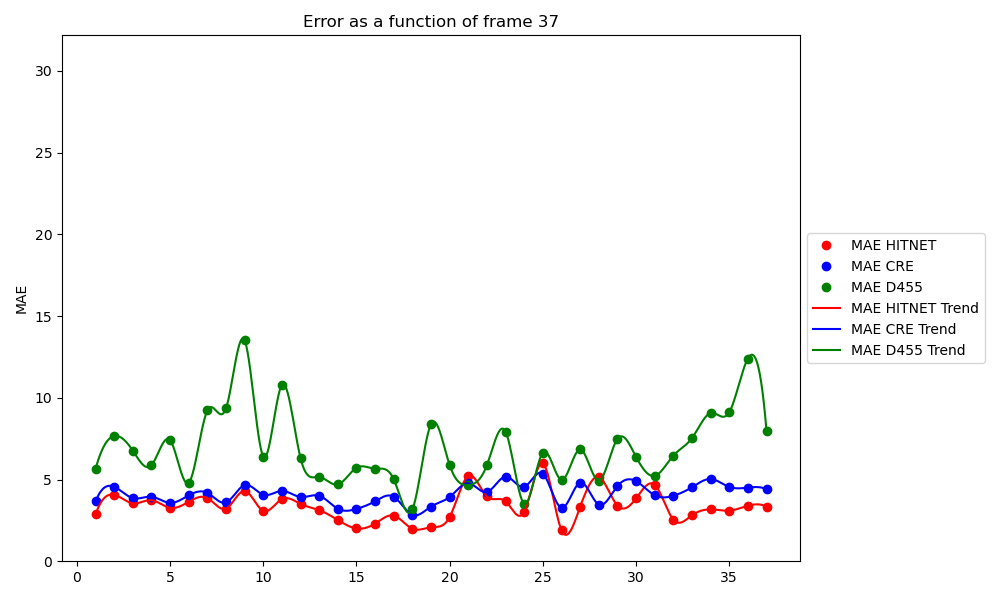 Error as a function of frame 37
MAE
30
25
20
15
10
5
0
0 5 10 15 20 25 30 35
MAE HITNET
MAE CRE
MAE D455
MAE HITNET Trend
MAE CRE Trend
MAE D455 Trend